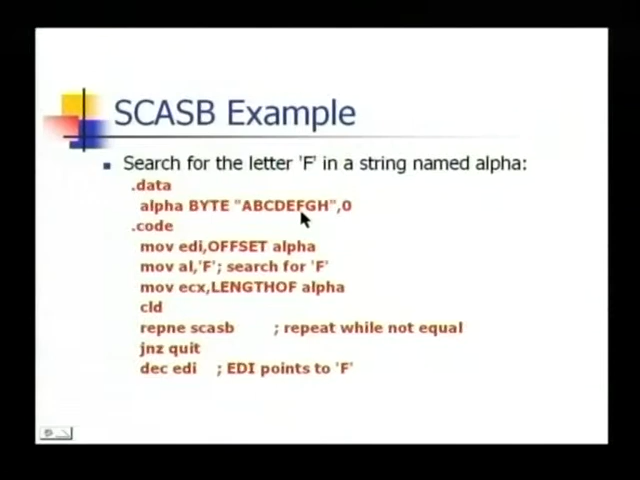 SCASB Example
Search for the letter 'F' in a string named alpha:
.data
alpha BYTE "ABCDEFGH",0
.code
mov edi,OFFSET alpha
mov al,'F'; search for 'F'
mov ecx,LENGTHOF alpha
cld
repne scasb ; repeat while not equal
jnz quit
dec edi ; EDI points to 'F'